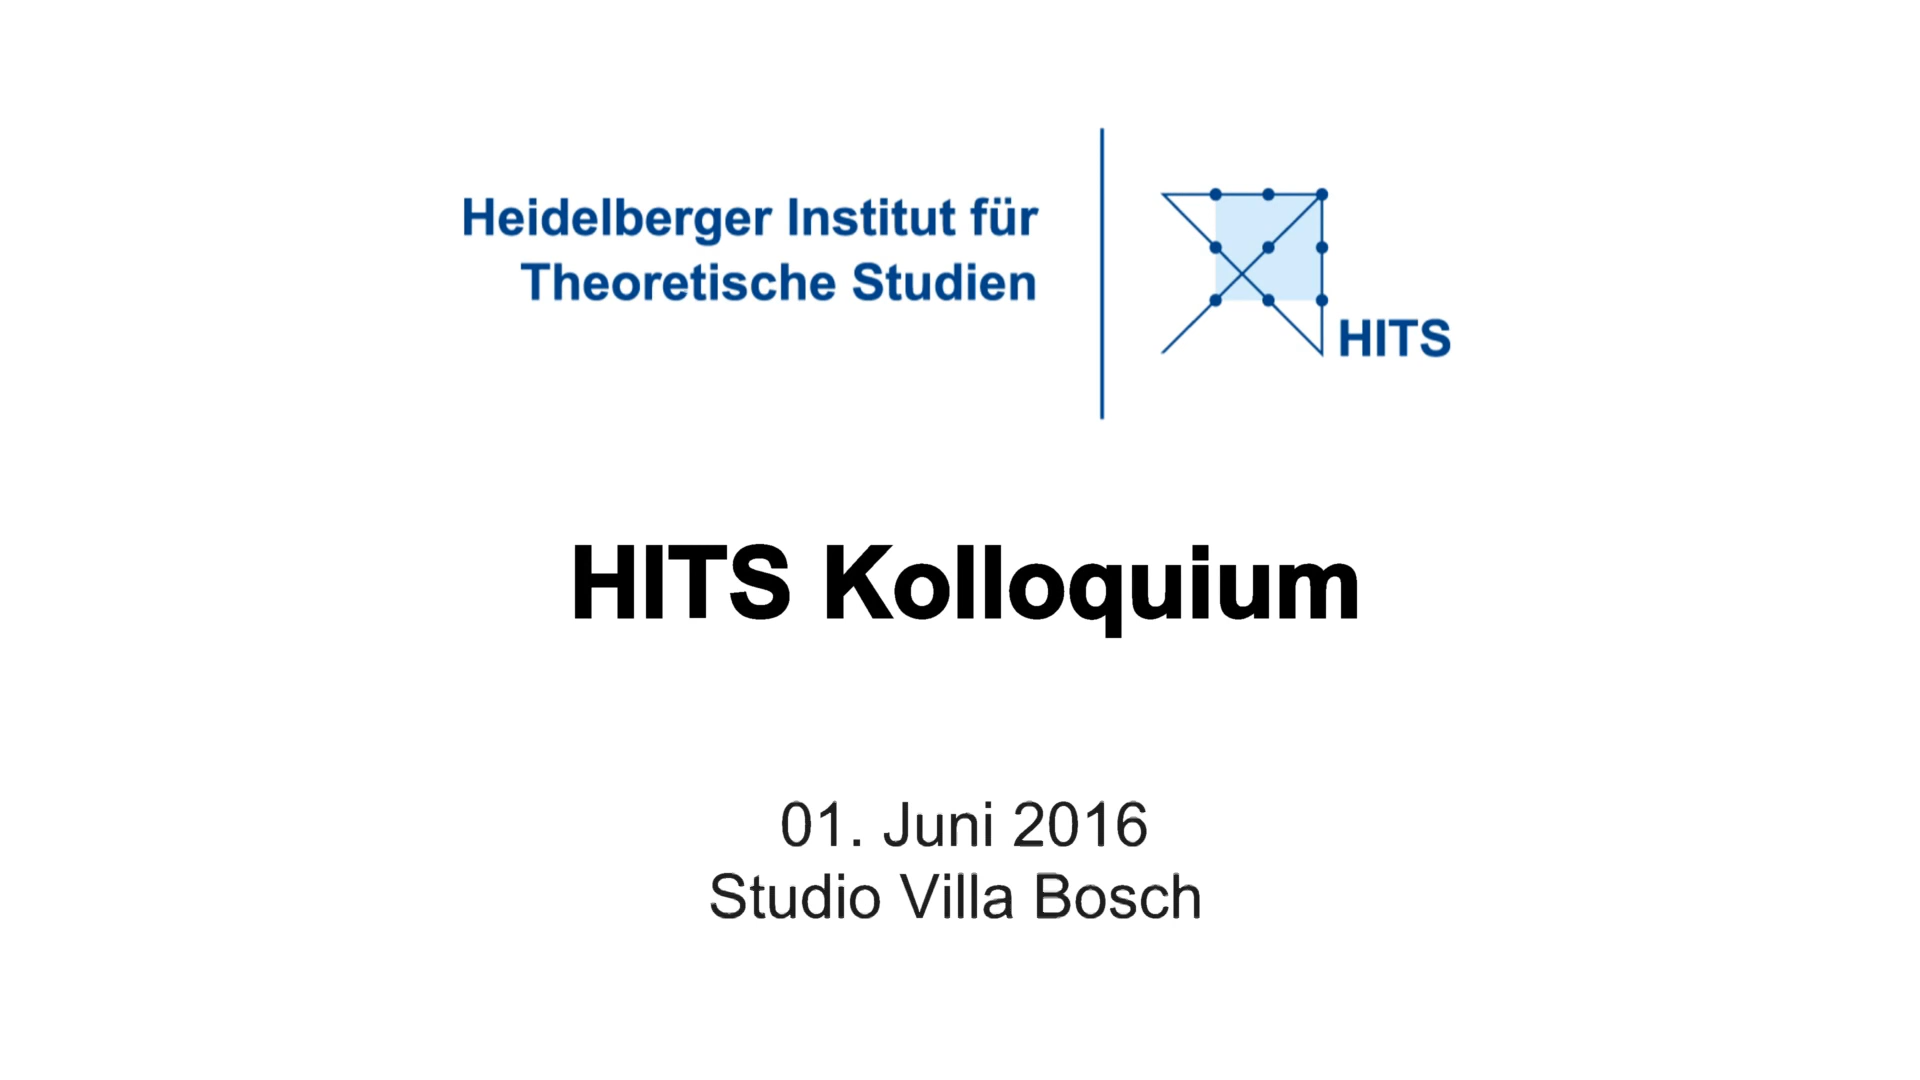 Heidelberger Institut für
Theoretische Studien
HITS
HITS Kolloquium
01. Juni 2016
Studio Villa Bosch